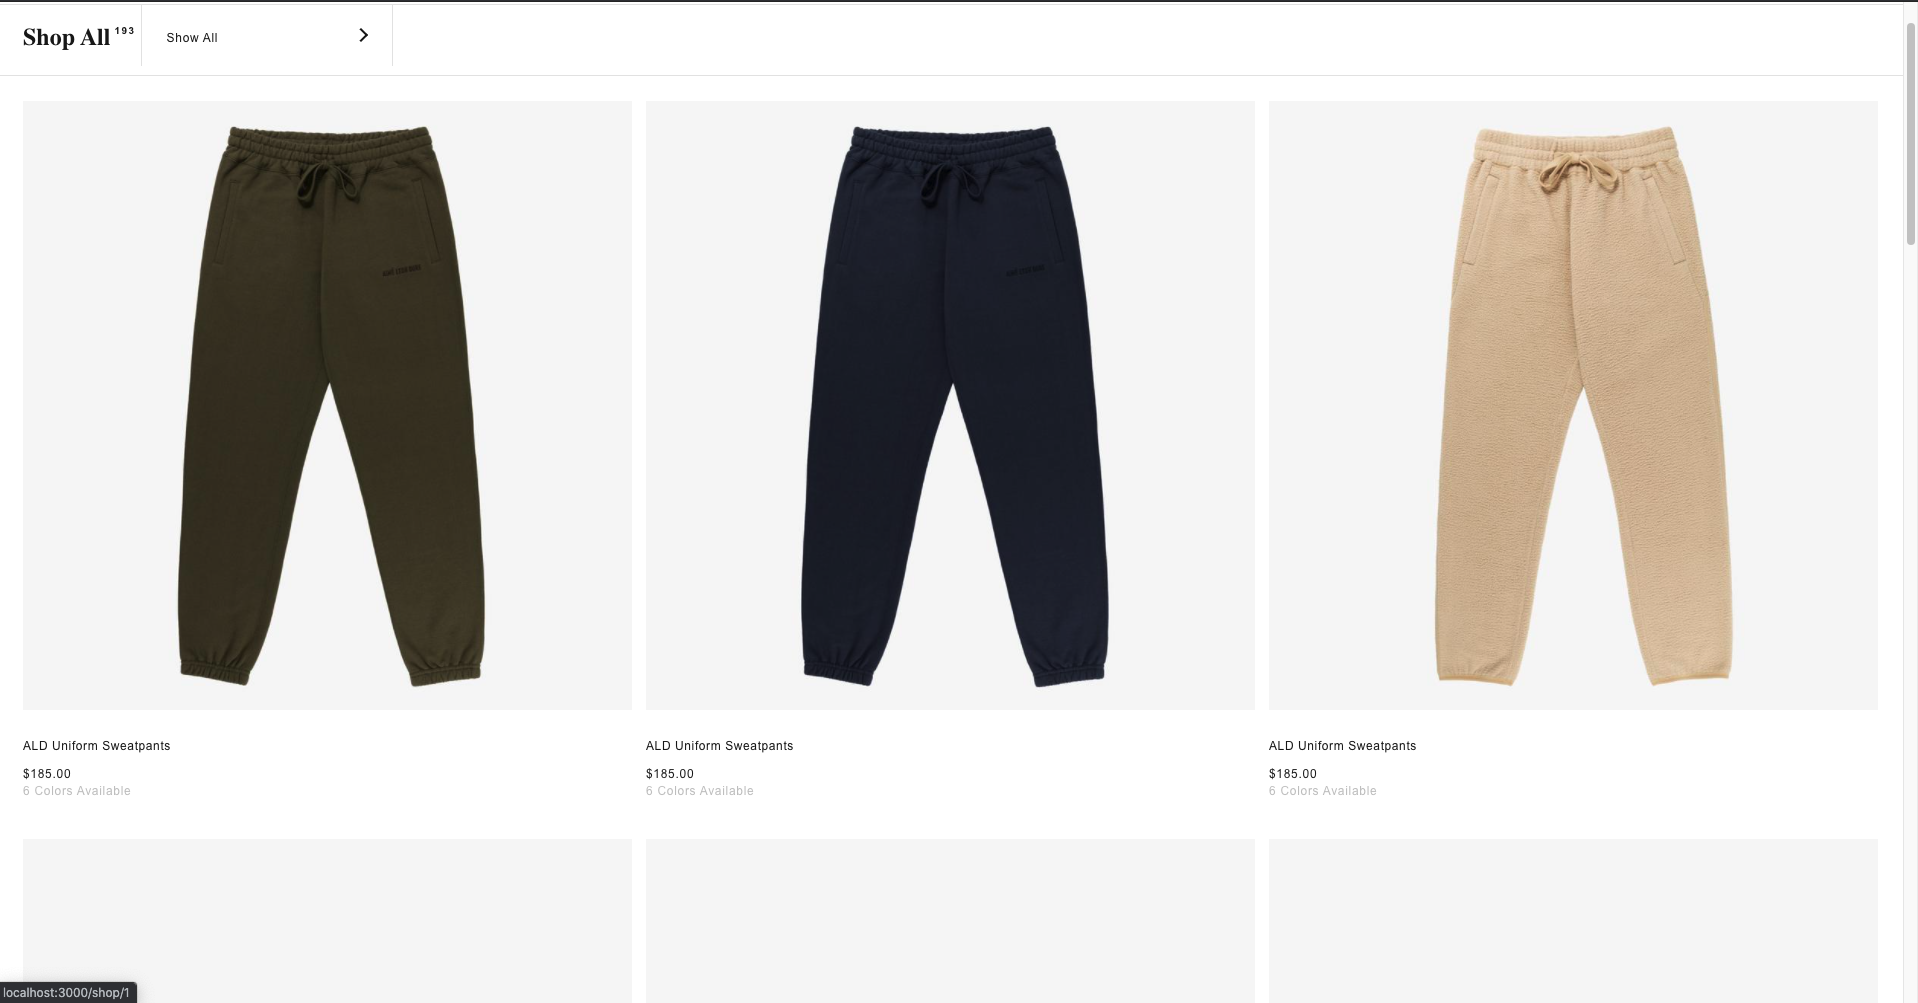 Shop All 193
Show All
ALD Uniform Sweatpants
$185.00
6 Colors Available
ALD Uniform Sweatpants
$185.00
6 Colors Available
ALD Uniform Sweatpants
$185.00
6 Colors Available
localhost:3000/shop/1